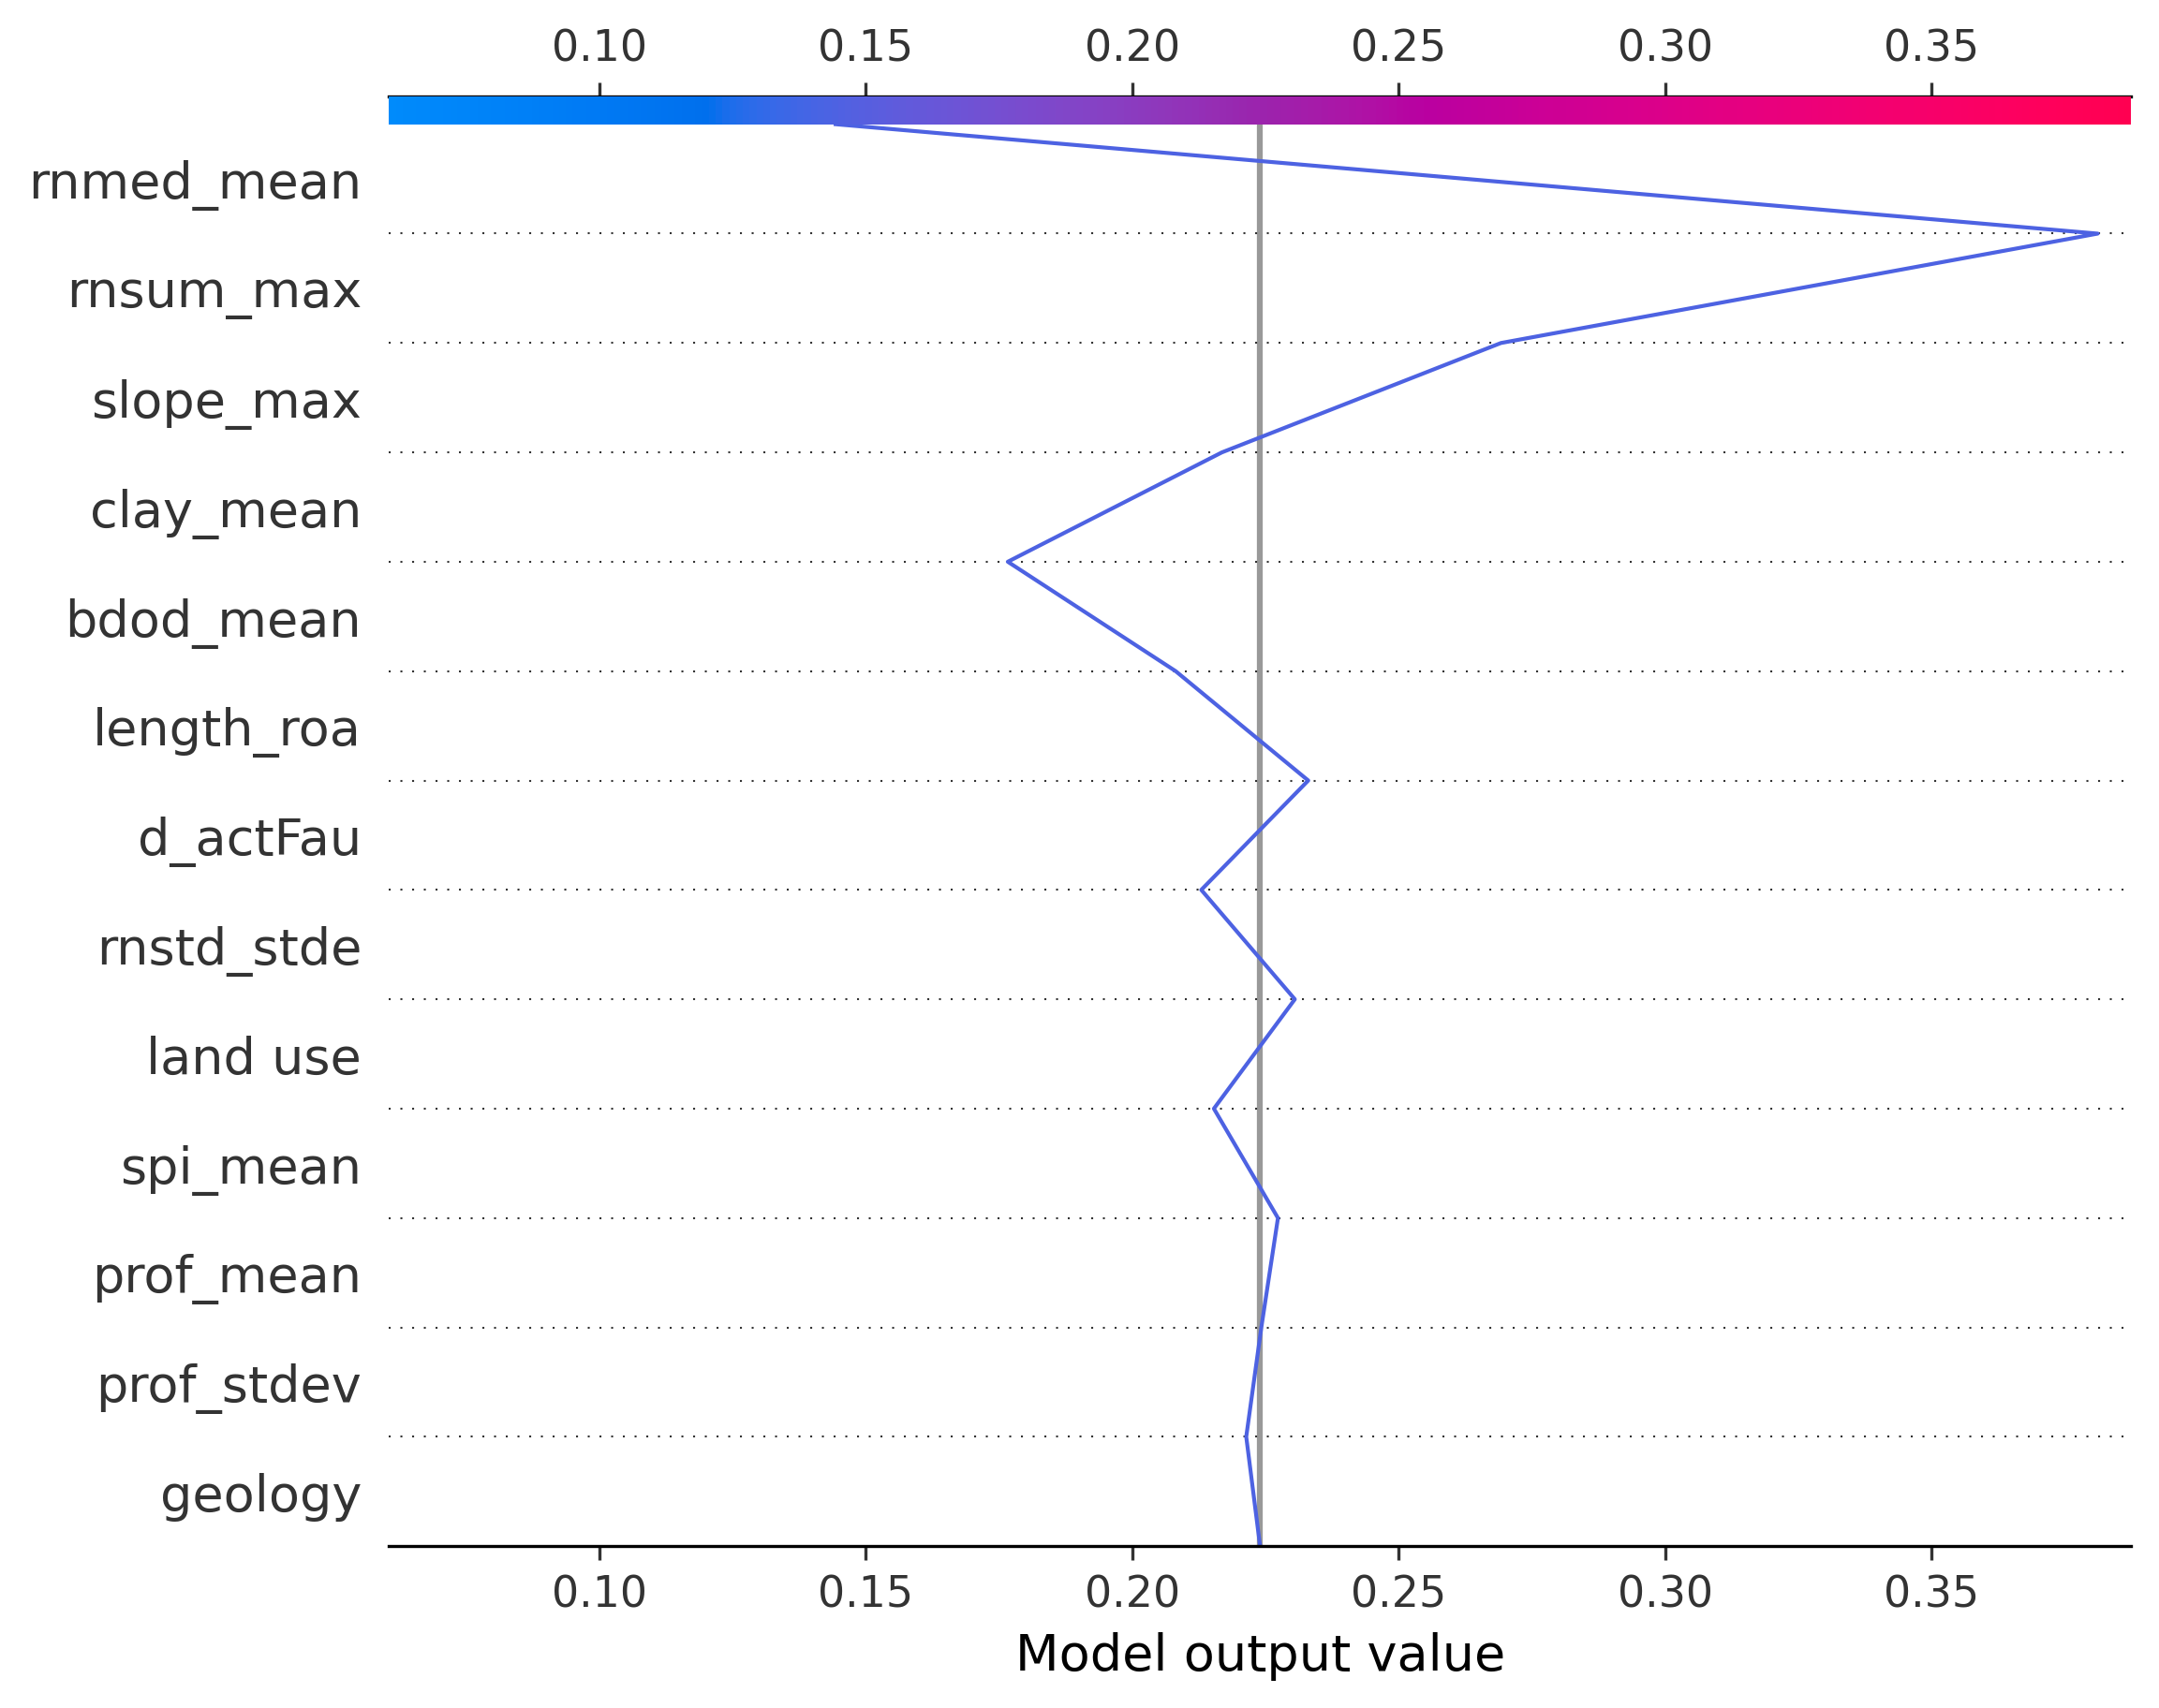 0.10 0.15 0.20 0.25 0.30 0.35
rnmed_mean
rnsum_max
slope_max
clay_mean
bdod_mean
length_roa
d_actFau
rnstd_stde
land use
spi_mean
prof_mean
prof_stdev
geology
0.10 0.15 0.20 0.25 0.30 0.35
Model output value